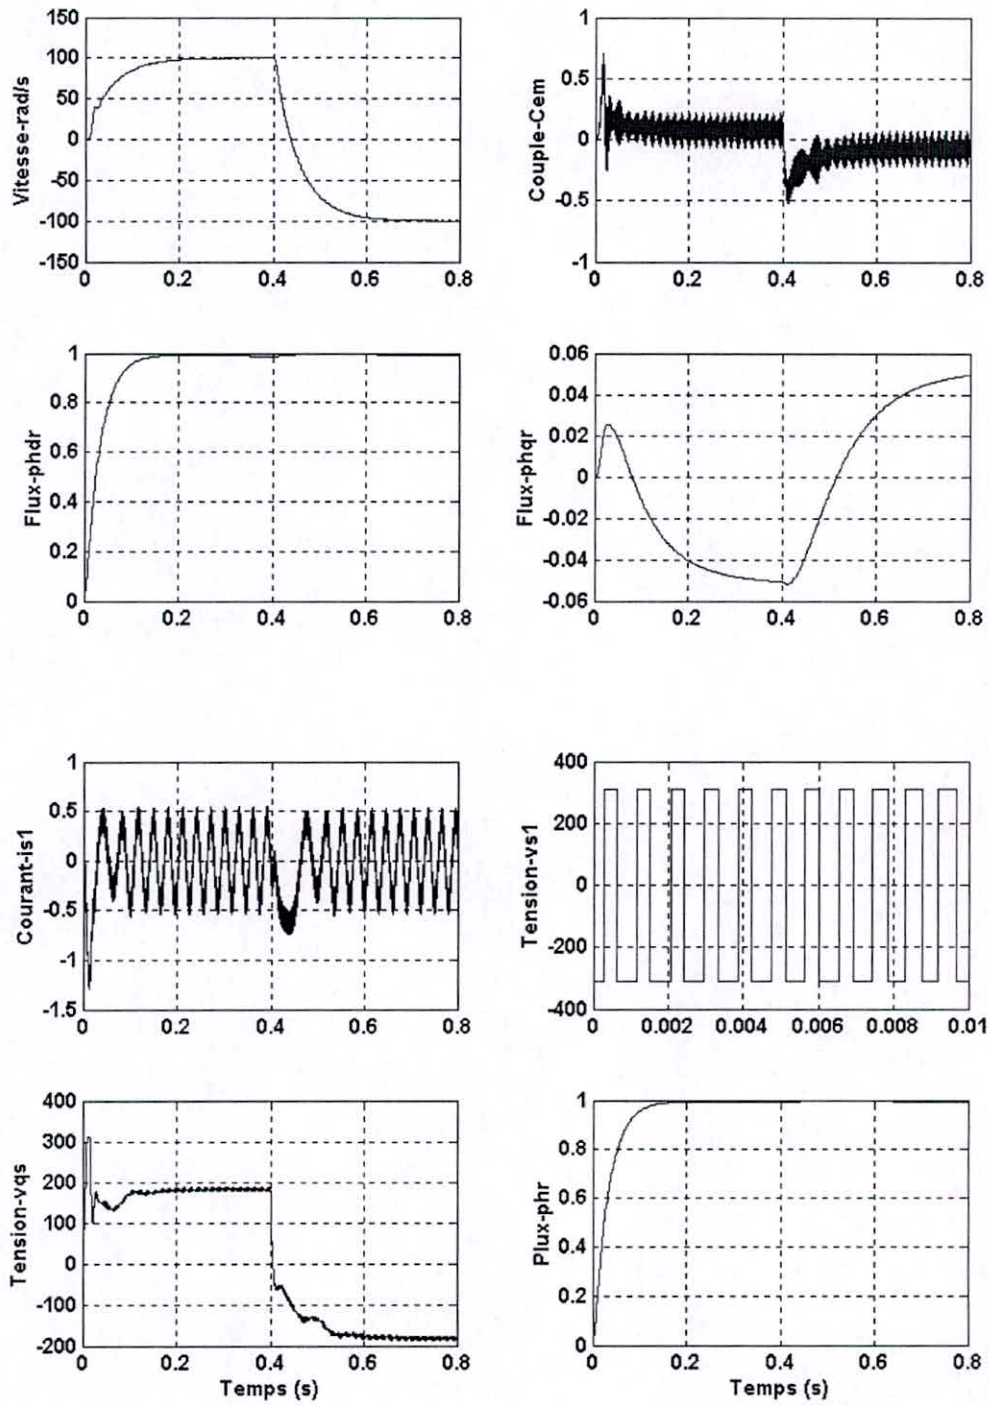 Vitesse-rad/s
150
100
50
0
-50
-100
-150
0 0.2 0.4 0.6 0.8
Couple-Cem
1
0.5
0
-0.5
-1
0 0.2 0.4 0.6 0.8
Flux-phdr
1
0.8
0.6
0.4
0.2
0
0 0.2 0.4 0.6 0.8
Flux-phqr
0.06
0.04
0.02
0
-0.02
-0.04
-0.06
0 0.2 0.4 0.6 0.8
Courant-is1
1
0.5
0
-0.5
-1
-1.5
0 0.2 0.4 0.6 0.8
Tension-vs1
400
200
0
-200
-400
0 0.002 0.004 0.006 0.008 0.01
Tension-vqs
400
300
200
100
0
-100
-200
0 0.2 0.4 0.6 0.8
Temps (s)
Plux-phr
1
0.8
0.6
0.4
0.2
0
0 0.2 0.4 0.6 0.8
Temps (s)